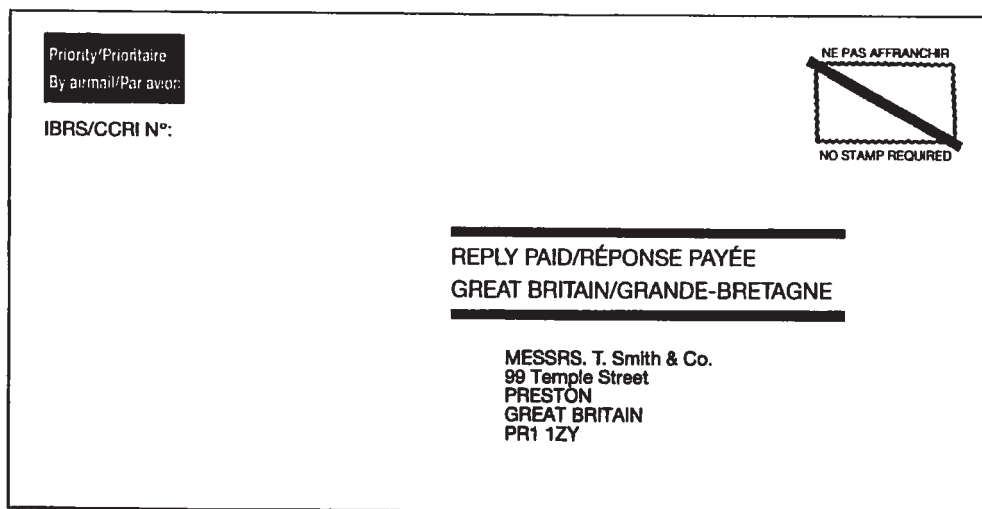 Priority/Prioritaire
By airmail/Par avion
IBRS/CCRI Nº:
NE PAS AFFRANCHIR
NO STAMP REQUIRED
REPLY PAID/RÉPONSE PAYÉE
GREAT BRITAIN/GRANDE-BRETAGNE
MESSRS. T. Smith & Co.
99 Temple Street
PRESTON
GREAT BRITAIN
PR1 1ZY